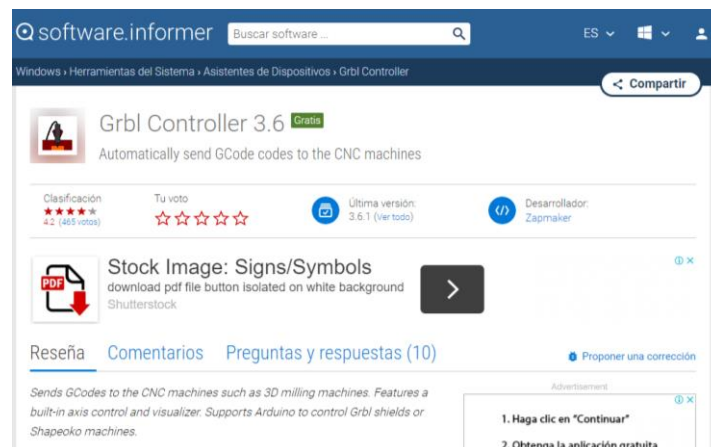 software.informer
Buscar software ...
ES
Windows › Herramientas del Sistema › Asistentes de Dispositivos › Grbl Controller
Compartir
Grbl Controller 3.6 Gratis
Automatically send GCode codes to the CNC machines
Clasificación
4.2 (465 votos)
Tu voto
Última versión:
3.6.1 (Ver todo)
Desarrollador:
Zapmaker
PDF
Stock Image: Signs/Symbols
download pdf file button isolated on white background
Shutterstock
Reseña Comentarios Preguntas y respuestas (10)
Proponer una corrección
Sends GCodes to the CNC machines such as 3D milling machines. Features a
built-in axis control and visualizer. Supports Arduino to control Grbl shields or
Shapeoko machines.
Advertisement
1. Haga clic en "Continuar"
2. Obtenga la aplicación gratuita